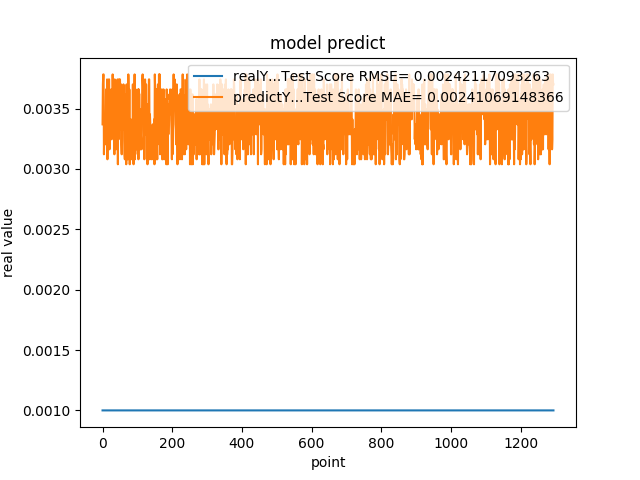 model predict
realY...Test Score RMSE= 0.00242117093263
predictY...Test Score MAE= 0.00241069148366
0.0035
0.0030
0.0025
0.0020
0.0015
0.0010
real value
0 200 400 600 800 1000 1200
point